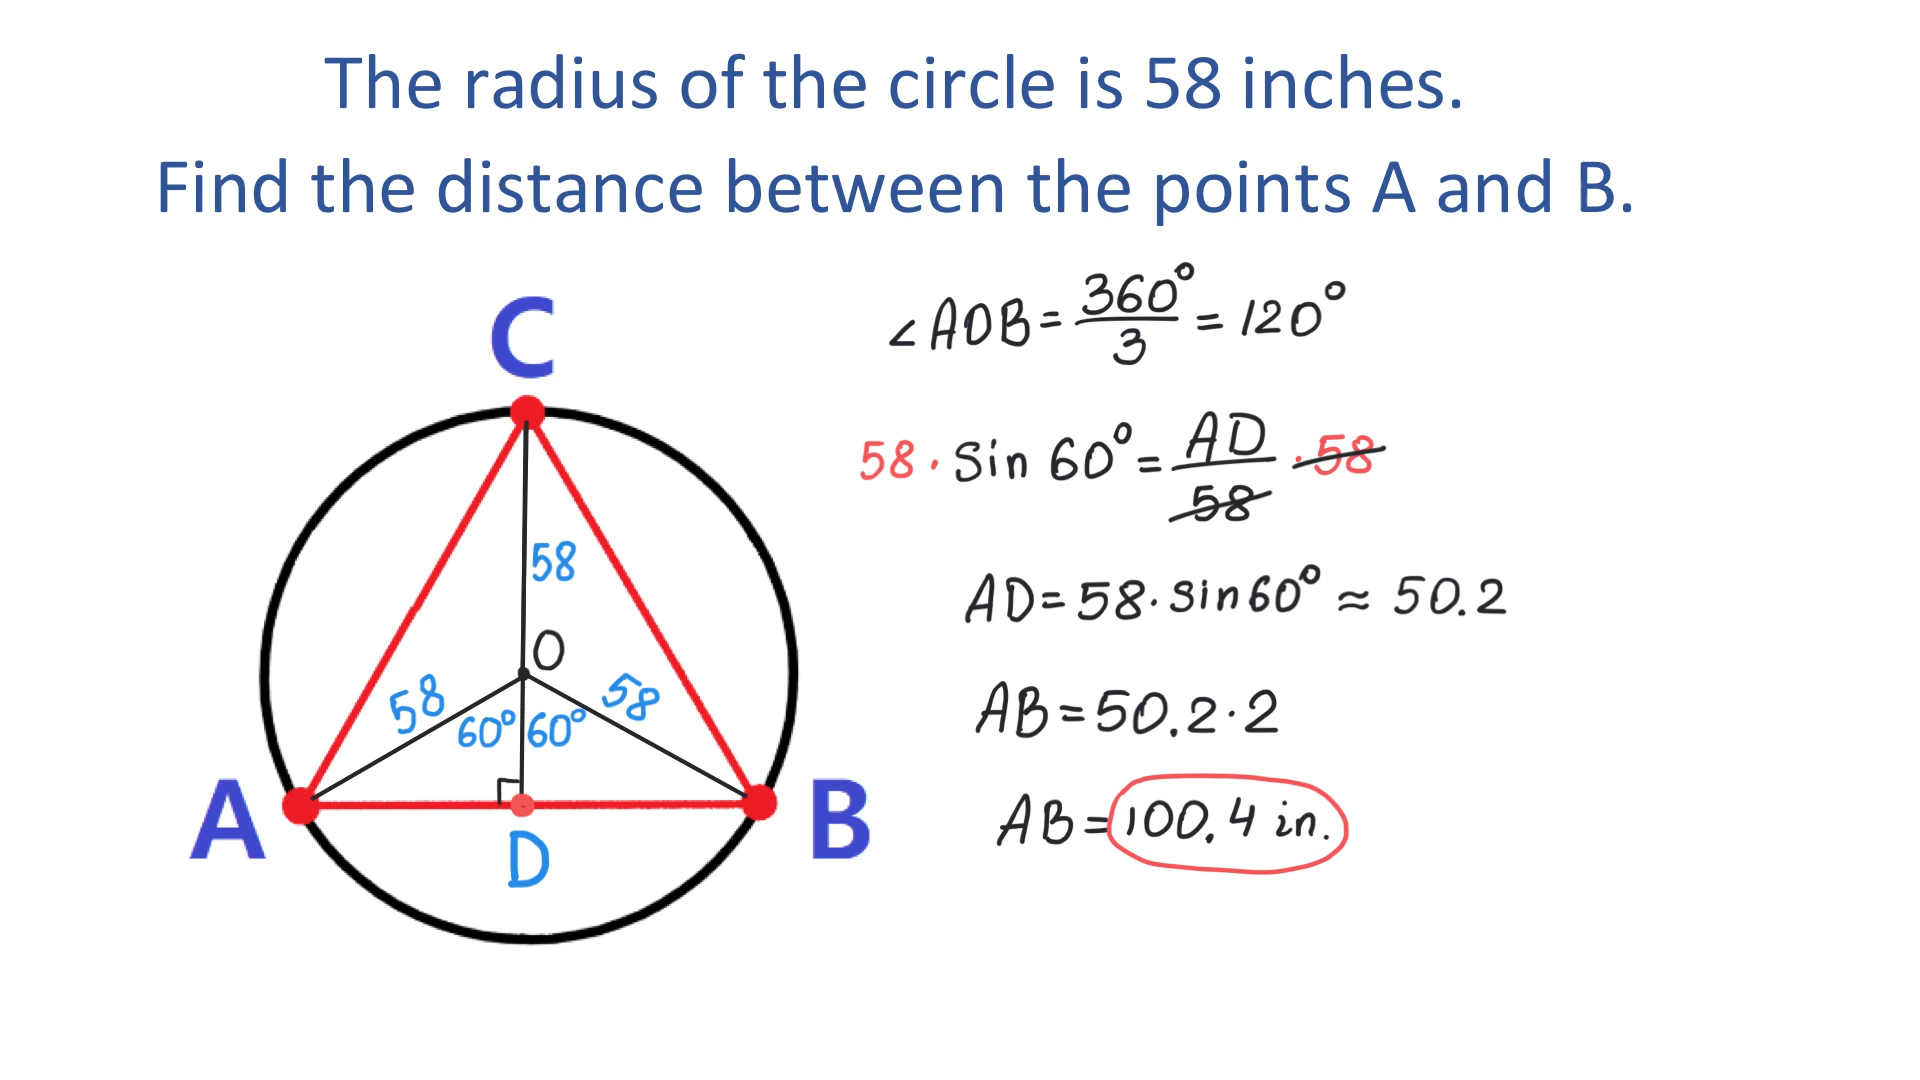 The radius of the circle is 58 inches.
Find the distance between the points A and B.
C
58
O
58
58
60° 60°
A
B
D
∠AOB = 360°/3 = 120°
58 · sin 60° = AD/58 · 58
AD = 58 · sin 60° ≈ 50.2
AB = 50.2 · 2
AB = 100.4 in.